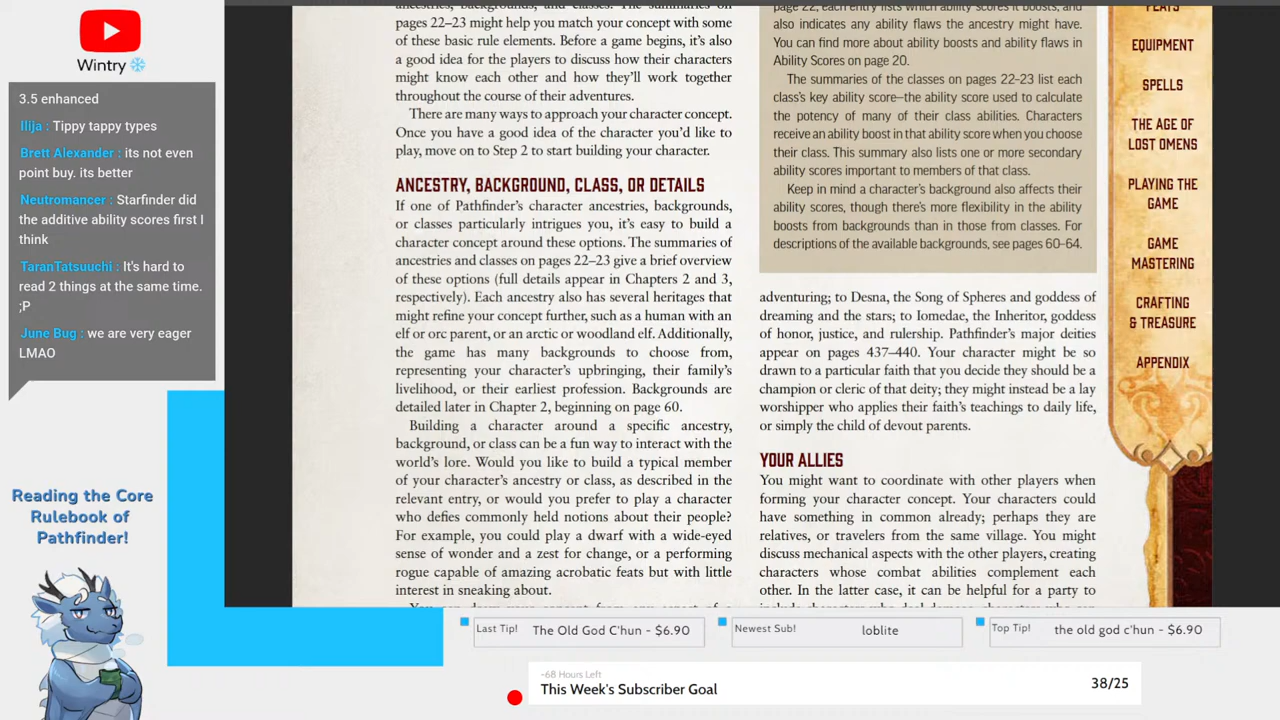 Wintry
3.5 enhanced
Ilija : Tippy tappy types
Brett Alexander : its not even
point buy. its better
Neutromancer : Starfinder did
the additive ability scores first I
think
TaranTatsuuchi : It's hard to
read 2 things at the same time.
;P
June Bug : we are very eager
LMAO
Reading the Core
Rulebook of
Pathfinder!
ancestries, backgrounds, and classes. The summaries on
pages 22–23 might help you match your concept with some
of these basic rule elements. Before a game begins, it's also
a good idea for the players to discuss how their characters
might know each other and how they'll work together
throughout the course of their adventures.
There are many ways to approach your character concept.
Once you have a good idea of the character you'd like to
play, move on to Step 2 to start building your character.
ANCESTRY, BACKGROUND, CLASS, OR DETAILS
If one of Pathfinder's character ancestries, backgrounds,
or classes particularly intrigues you, it's easy to build a
character concept around these options. The summaries of
ancestries and classes on pages 22–23 give a brief overview
of these options (full details appear in Chapters 2 and 3,
respectively). Each ancestry also has several heritages that
might refine your concept further, such as a human with an
elf or orc parent, or an arctic or woodland elf. Additionally,
the game has many backgrounds to choose from,
representing your character's upbringing, their family's
livelihood, or their earliest profession. Backgrounds are
detailed later in Chapter 2, beginning on page 60.
Building a character around a specific ancestry,
background, or class can be a fun way to interact with the
world's lore. Would you like to build a typical member
of your character's ancestry or class, as described in the
relevant entry, or would you prefer to play a character
who defies commonly held notions about their people?
For example, you could play a dwarf with a wide-eyed
sense of wonder and a zest for change, or a performing
rogue capable of amazing acrobatic feats but with little
interest in sneaking about.
page 22, each entry lists which ability scores it boosts, and
also indicates any ability flaws the ancestry might have.
You can find more about ability boosts and ability flaws in
Ability Scores on page 20.
The summaries of the classes on pages 22–23 list each
class's key ability score—the ability score used to calculate
the potency of many of their class abilities. Characters
receive an ability boost in that ability score when you choose
their class. This summary also lists one or more secondary
ability scores important to members of that class.
Keep in mind a character's background also affects their
ability scores, though there's more flexibility in the ability
boosts from backgrounds than in those from classes. For
descriptions of the available backgrounds, see pages 60–64.
adventuring; to Desna, the Song of Spheres and goddess of
dreaming and the stars; to Iomedae, the Inheritor, goddess
of honor, justice, and rulership. Pathfinder's major deities
appear on pages 437–440. Your character might be so
drawn to a particular faith that you decide they should be a
champion or cleric of that deity; they might instead be a lay
worshipper who applies their faith's teachings to daily life,
or simply the child of devout parents.
YOUR ALLIES
You might want to coordinate with other players when
forming your character concept. Your characters could
have something in common already; perhaps they are
relatives, or travelers from the same village. You might
discuss mechanical aspects with the other players, creating
characters whose combat abilities complement each
other. In the latter case, it can be helpful for a party to
FEATS
EQUIPMENT
SPELLS
THE AGE OF
LOST OMENS
PLAYING THE
GAME
GAME
MASTERING
CRAFTING
& TREASURE
APPENDIX
Last Tip! The Old God C'hun - $6.90
Newest Sub! loblite
Top Tip! the old god c'hun - $6.90
~68 Hours Left
This Week's Subscriber Goal 38/25